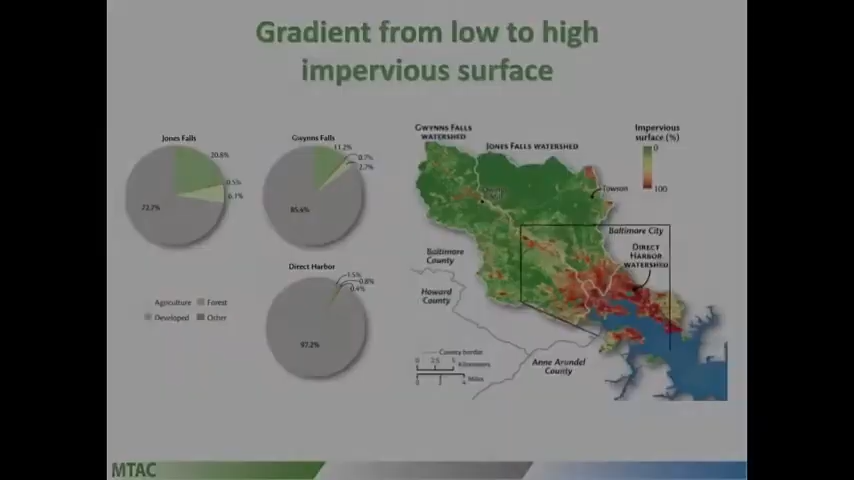 Gradient from low to high
impervious surface
Jones Falls
20.8%
0.5%
6.1%
Gwynns Falls
11.2%
0.7%
2.7%
85.6%
Direct Harbor
1.5%
0.8%
0.4%
97.2%
Agriculture
Forest
Developed
Other
GWYNNS FALLS
WATERSHED
JONES FALLS WATERSHED
Impervious
surface (%)
0
100
Towson
Baltimore City
DIRECT
HARBOR
WATERSHED
Baltimore
County
Howard
County
Anne Arundel
County
County border
0 2.5 5
Kilometers
0 2 4 Miles
MTAC